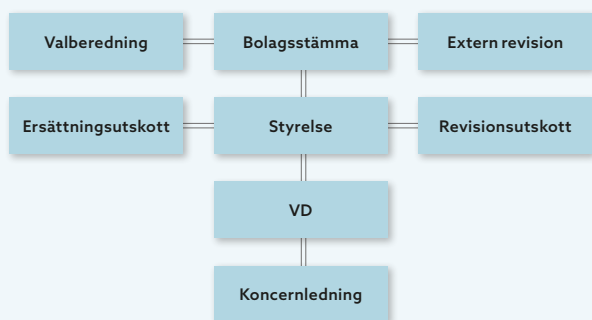 Valberedning
Bolagsstämma
Extern revision
Ersättningsutskott
Styrelse
Revisionsutskott
VD
Koncernledning